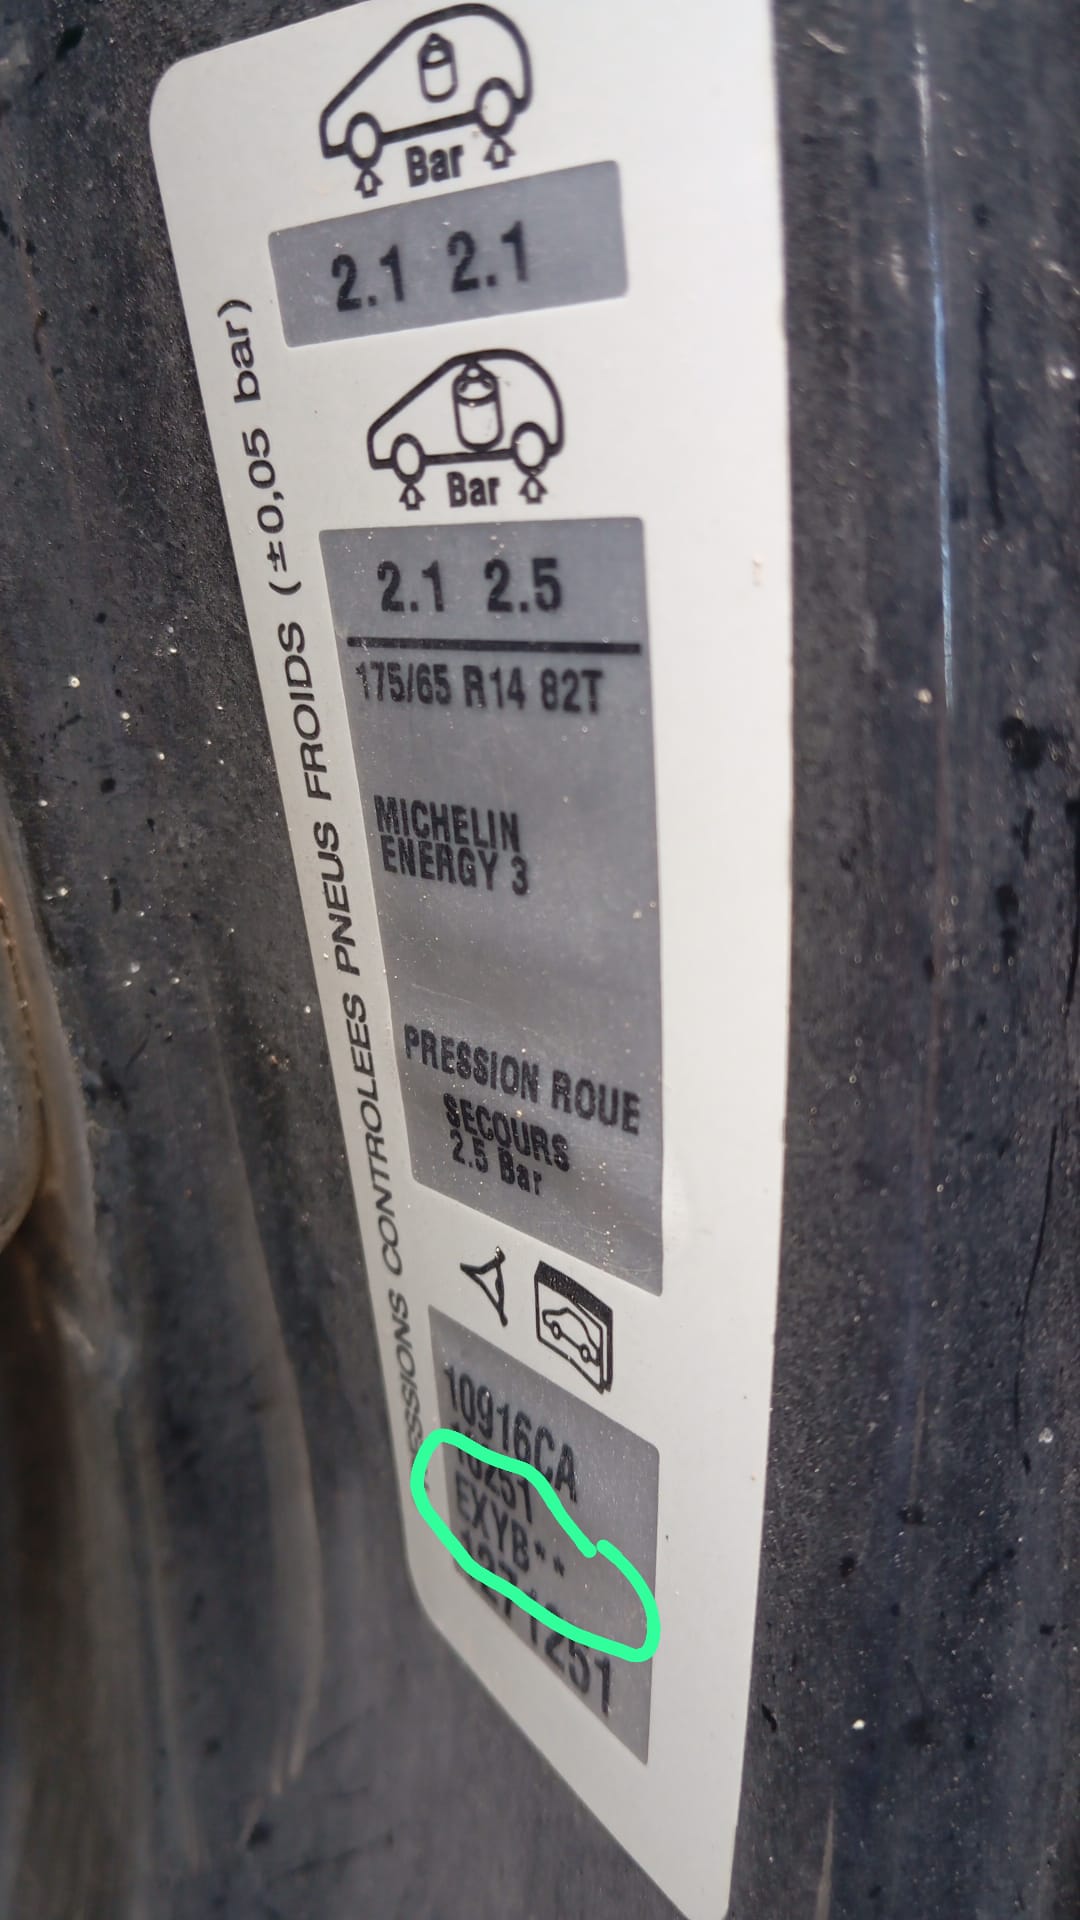 Bar
2.1 2.1
Bar
2.1 2.5
175/65 R14 82T
MICHELIN
ENERGY 3
PRESSION ROUE
SECOURS
2.5 Bar
10916CA
EXYB**
CONTROLEES PNEUS FROIDS (±0,05 bar)